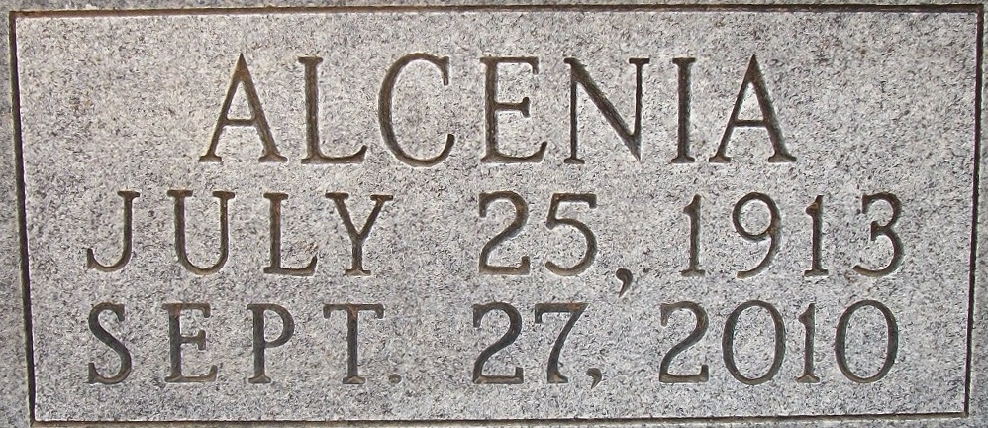 ALCENIA
JULY 25, 1913
SEPT. 27, 2010